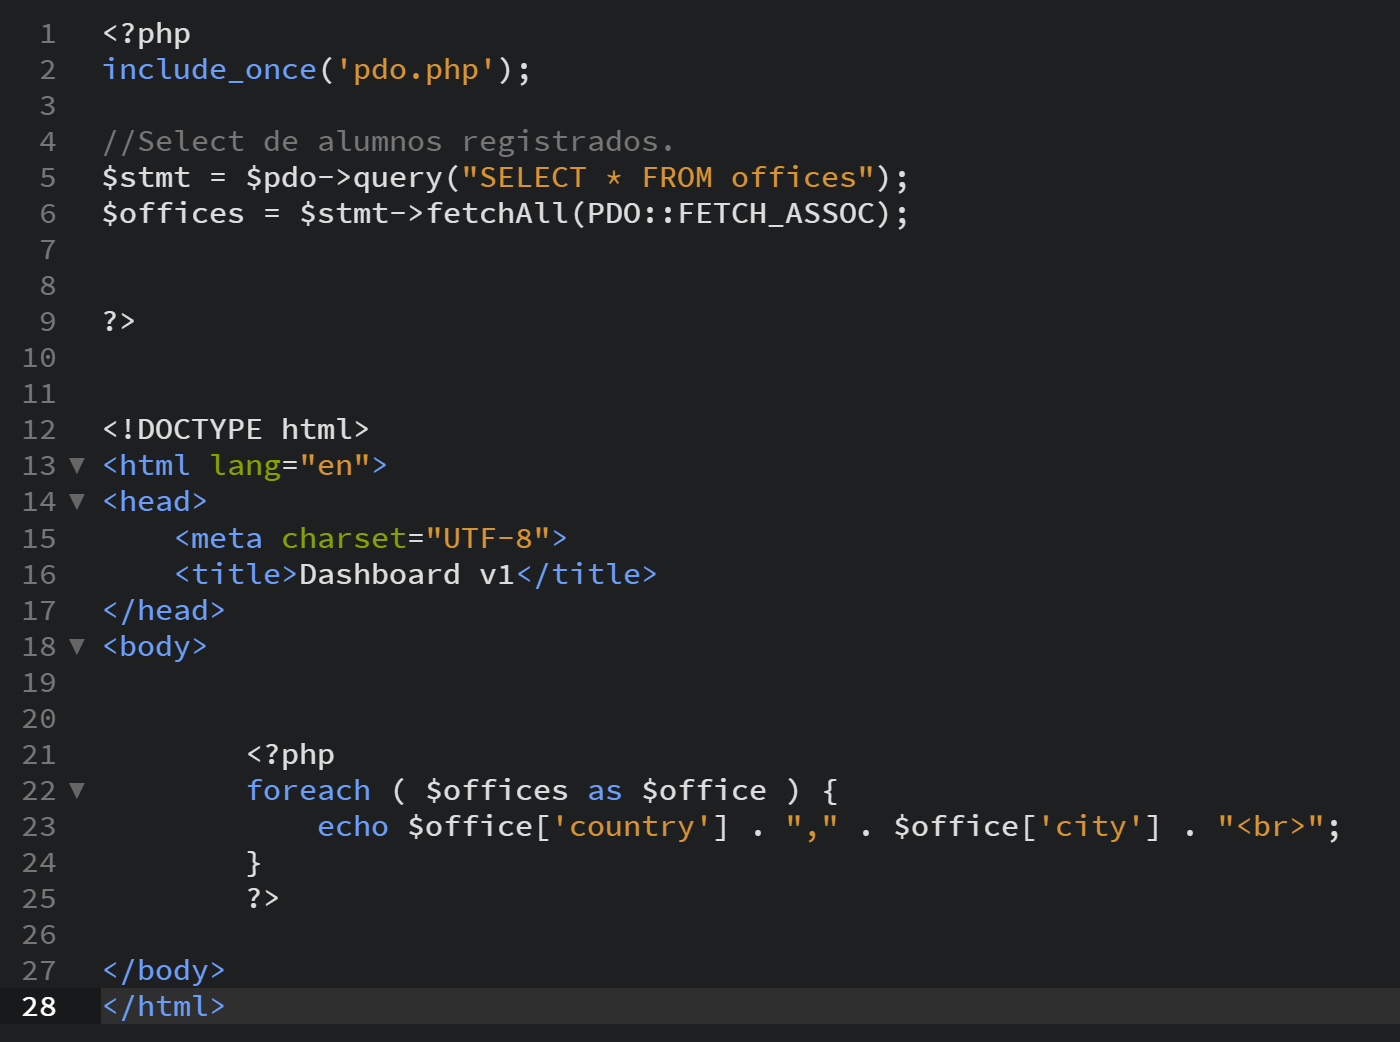 1 <?php
2 include_once('pdo.php');
3
4 //Select de alumnos registrados.
5 $stmt = $pdo->query("SELECT * FROM offices");
6 $offices = $stmt->fetchAll(PDO::FETCH_ASSOC);
7
8
9 ?>
10
11
12 <!DOCTYPE html>
13 ▼ <html lang="en">
14 ▼ <head>
15     <meta charset="UTF-8">
16     <title>Dashboard v1</title>
17 </head>
18 ▼ <body>
19
20
21         <?php
22 ▼         foreach ( $offices as $office ) {
23             echo $office['country'] . "," . $office['city'] . "<br>";
24         }
25         ?>
26
27 </body>
28 </html>